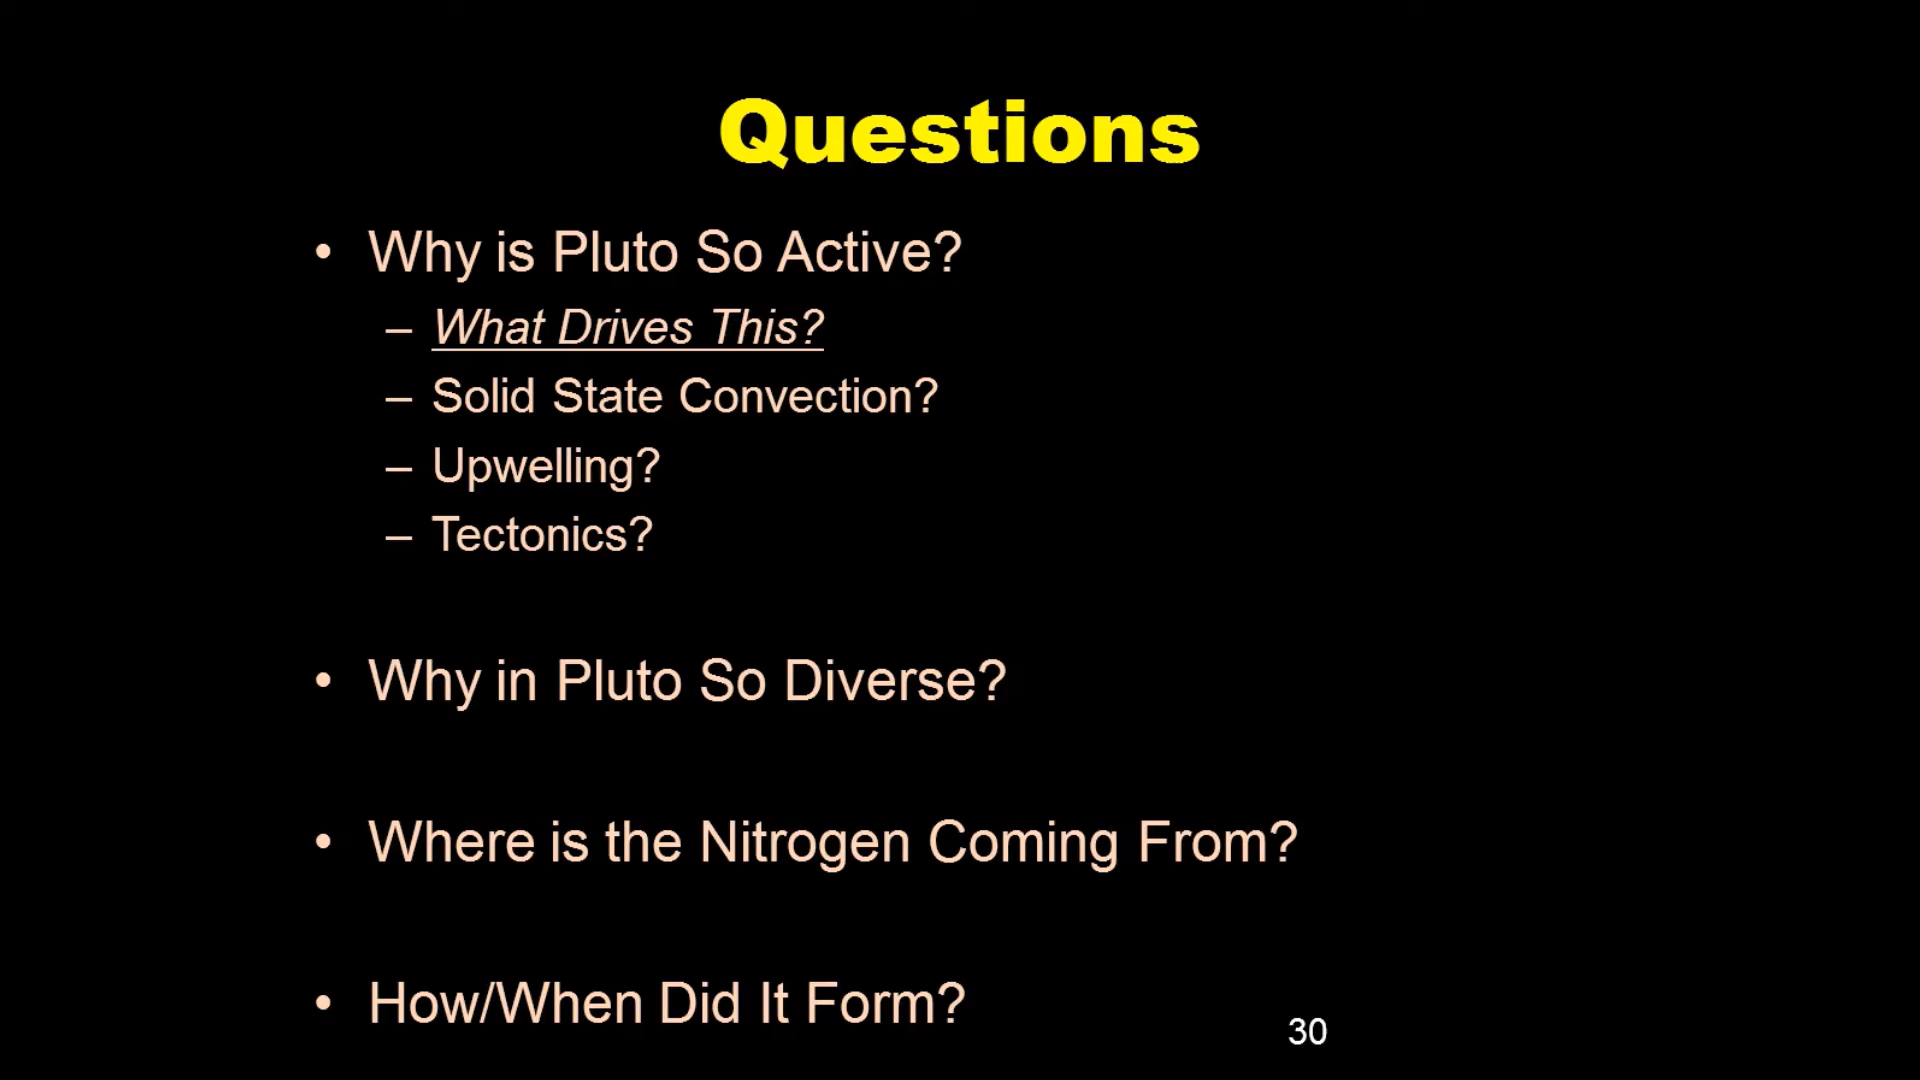 Questions
• Why is Pluto So Active?
– What Drives This?
– Solid State Convection?
– Upwelling?
– Tectonics?
• Why in Pluto So Diverse?
• Where is the Nitrogen Coming From?
• How/When Did It Form?
30